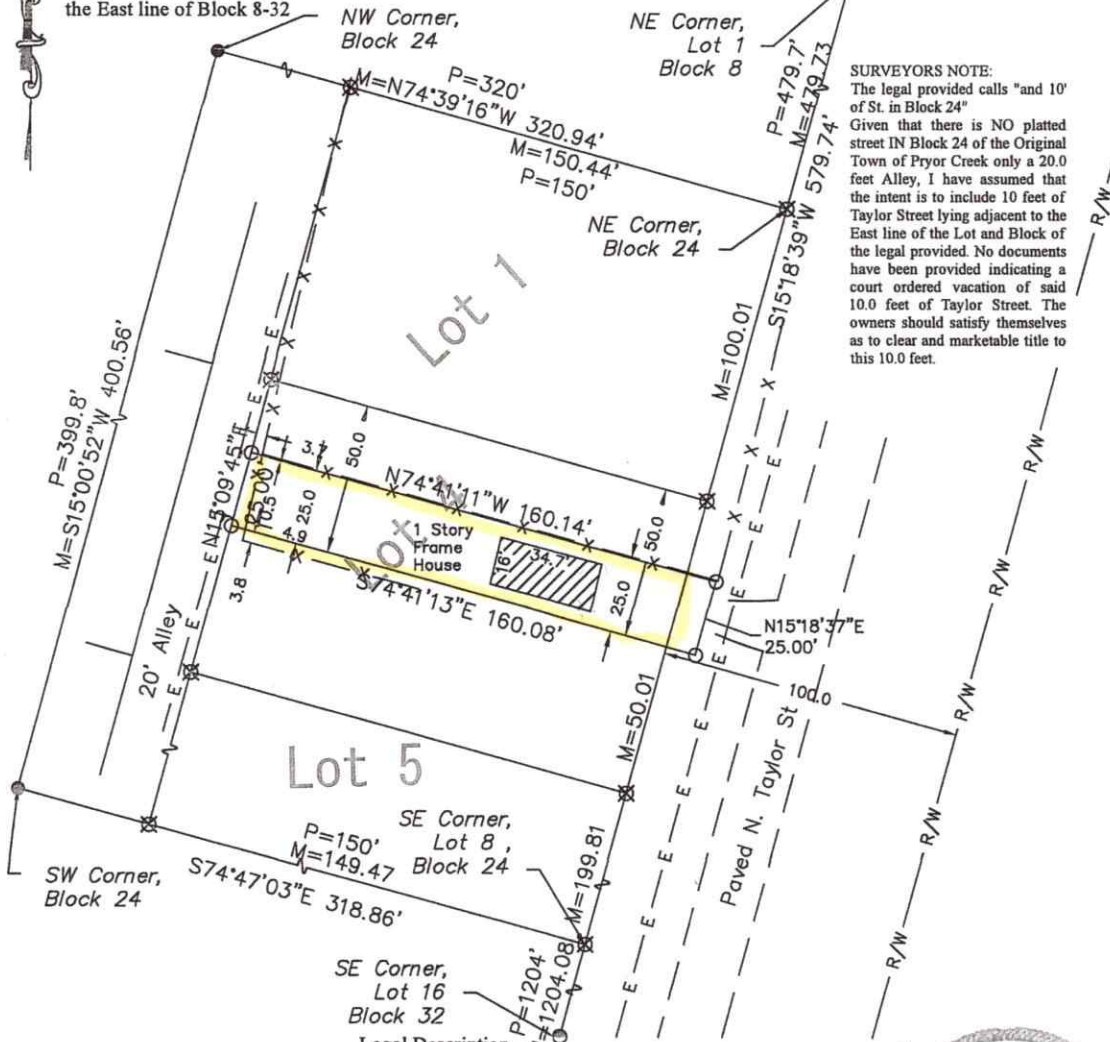 the East line of Block 8-32
NW Corner,
Block 24
NE Corner,
Lot 1
Block 8
P=479.7'
M=479.73
P=320'
M=N74°39'16"W 320.94'
M=150.44'
P=150'
S15°18'39"W 579.74'
NE Corner,
Block 24
SURVEYORS NOTE:
The legal provided calls "and 10'
of St. in Block 24"
Given that there is NO platted
street IN Block 24 of the Original
Town of Pryor Creek only a 20.0
feet Alley, I have assumed that
the intent is to include 10 feet of
Taylor Street lying adjacent to the
East line of the Lot and Block of
the legal provided. No documents
have been provided indicating a
court ordered vacation of said
10.0 feet of Taylor Street. The
owners should satisfy themselves
as to clear and marketable title to
this 10.0 feet.
Lot 1
M=100.01
P=399.8'
M=S15°00'52"W 400.56'
N15°09'45"E
25.00'
3.7
50.0
N74°41'11"W 160.14'
50.0
10.5
25.0
4.9
3.8
1 Story
Frame
House
16'
34.7'
25.0
S74°41'13"E 160.08'
N15°18'37"E
25.00'
100.0
20' Alley
M=50.01
Paved N. Taylor St
Lot 5
SE Corner,
Lot 8 ,
Block 24
P=150'
M=149.47
S74°47'03"E 318.86'
M=199.81
SW Corner,
Block 24
SE Corner,
Lot 16
Block 32
P=1204'
=1204.08
Legal Description
R/W
R/W
R/W
R/W
R/W
R/W
R/W